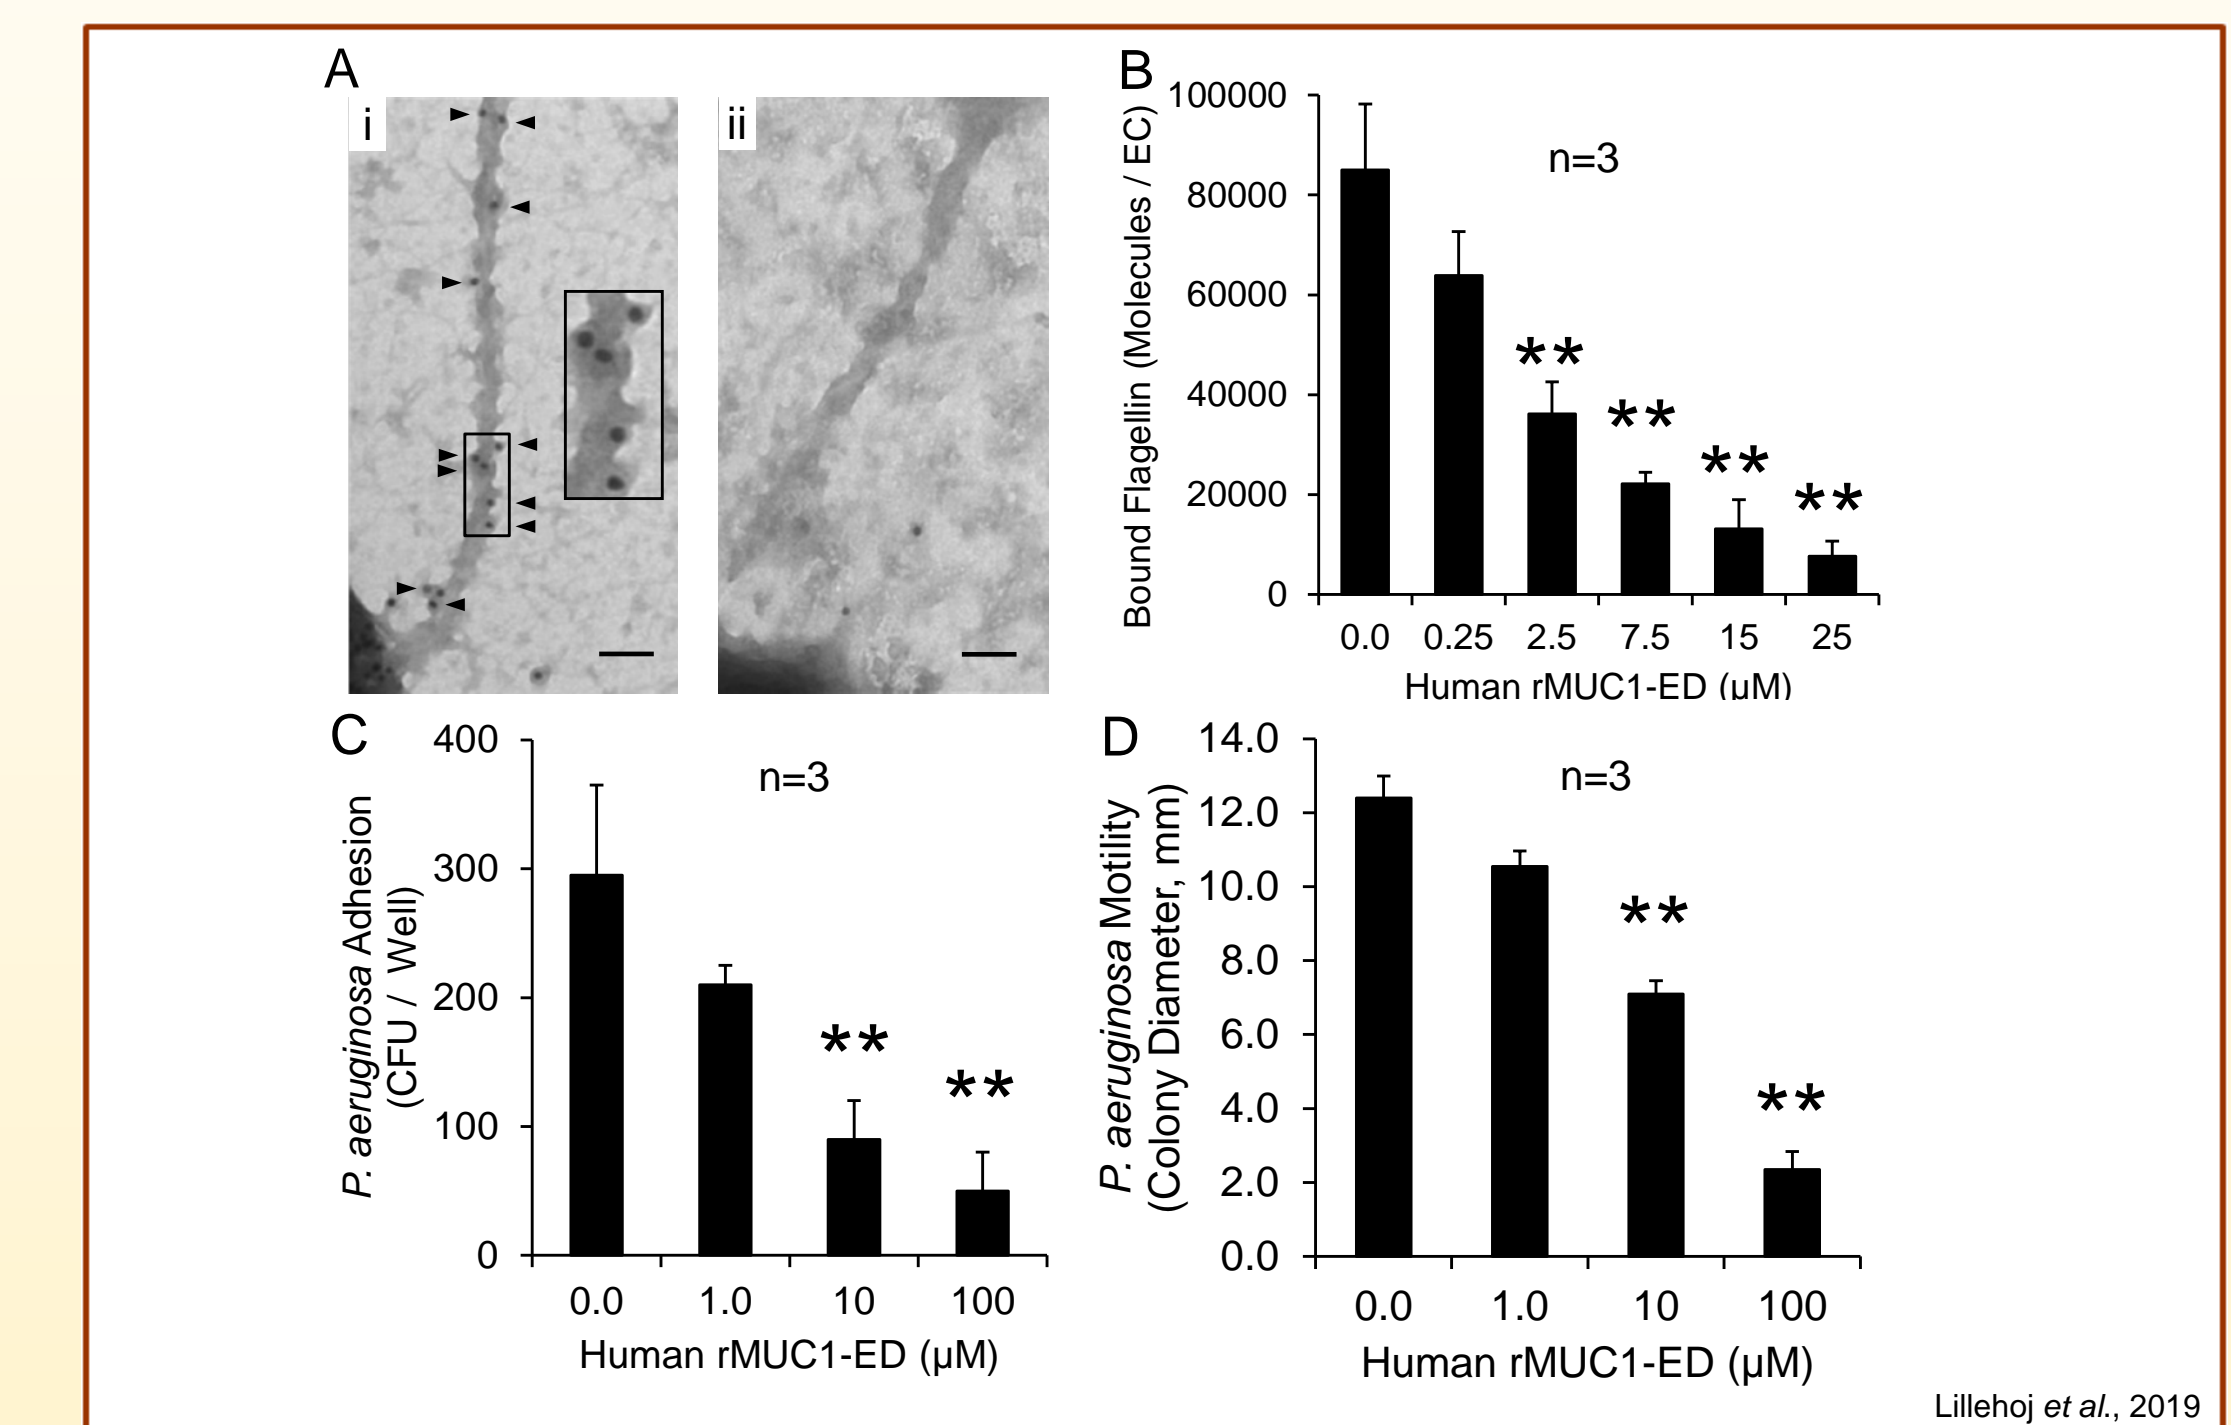 A
i
ii
B
Bound Flagellin (Molecules / EC)
100000
80000
60000
40000
20000
0
n=3
**
**
**
**
0.0 0.25 2.5 7.5 15 25
Human rMUC1-ED (µM)
C
P. aeruginosa Adhesion
(CFU / Well)
400
300
200
100
0
n=3
**
**
0.0 1.0 10 100
Human rMUC1-ED (µM)
D
P. aeruginosa Motility
(Colony Diameter, mm)
14.0
12.0
10.0
8.0
6.0
4.0
2.0
0.0
n=3
**
**
0.0 1.0 10 100
Human rMUC1-ED (µM)
Lillehoj et al., 2019